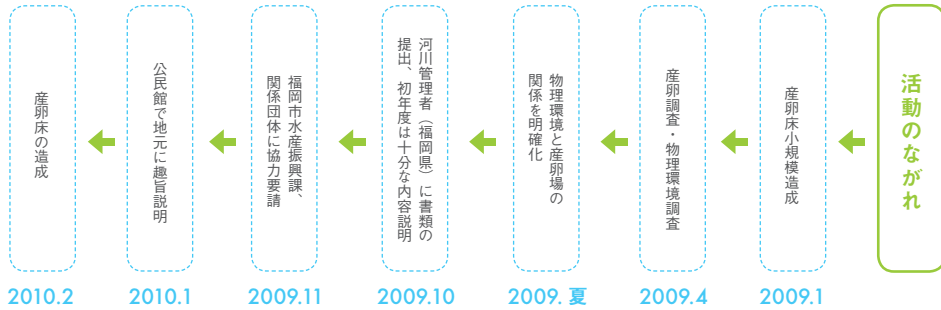 活動のながれ
産卵床小規模造成
2009.1
産卵調査・物理環境調査
2009.4
物理環境と産卵場の
関係を明確化
2009. 夏
河川管理者（福岡県）に書類の
提出、初年度は十分な内容説明
2009.10
福岡市水産振興課、
関係団体に協力要請
2009.11
公民館で地元に趣旨説明
2010.1
産卵床の造成
2010.2